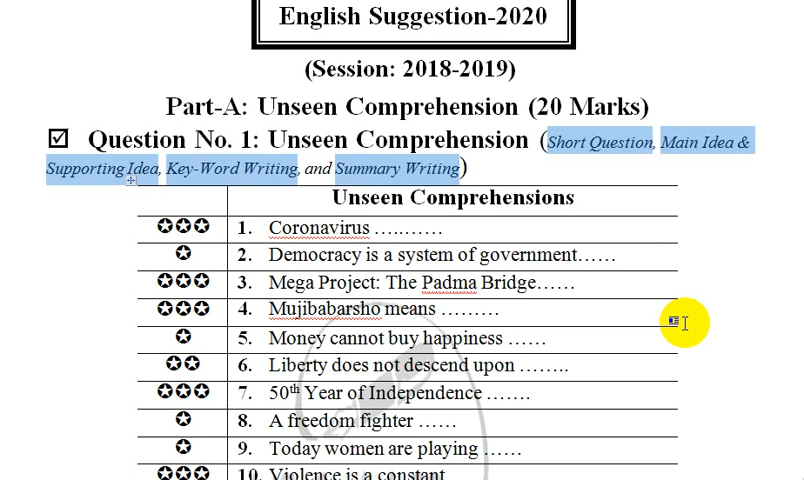 English Suggestion-2020
(Session: 2018-2019)
Part-A: Unseen Comprehension (20 Marks)
☑ Question No. 1: Unseen Comprehension (Short Question, Main Idea &
Supporting Idea, Key-Word Writing, and Summary Writing)
Unseen Comprehensions
✪✪✪ 1. Coronavirus ………..
✪ 2. Democracy is a system of government……
✪✪✪ 3. Mega Project: The Padma Bridge……
✪✪✪ 4. Mujibabarsho means ………
✪ 5. Money cannot buy happiness ……
✪✪ 6. Liberty does not descend upon ……..
✪✪✪ 7. 50th Year of Independence …….
✪ 8. A freedom fighter ……
✪ 9. Today women are playing ……
✪✪✪ 10. Violence is a constant